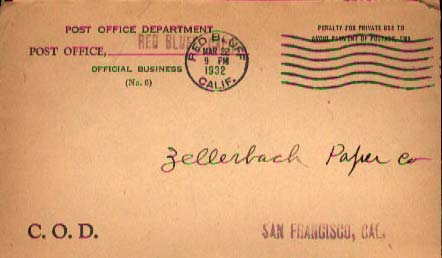 POST OFFICE DEPARTMENT
POST OFFICE, RED BLUFF
OFFICIAL BUSINESS
(No. 6)
RED BLUFF
MAR 22
9 PM
1932
CALIF.
PENALTY FOR PRIVATE USE TO
AVOID PAYMENT OF POSTAGE, $300
Zellerbach Paper Co
C. O. D.
SAN FRANCISCO, CAL.